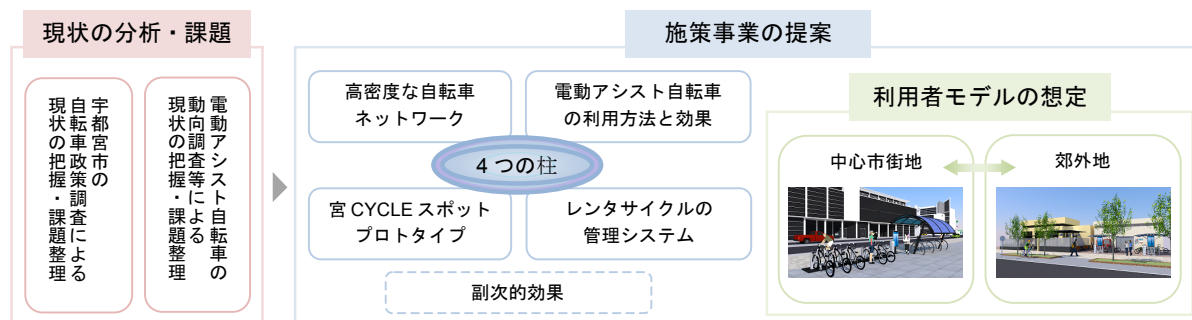 現状の分析・課題
宇都宮市の
自転車政策調査による
現状の把握・課題整理
電動アシスト自転車の
動向調査等による
現状の把握・課題整理
施策事業の提案
高密度な自転車
ネットワーク
電動アシスト自転車
の利用方法と効果
4つの柱
宮CYCLEスポット
プロトタイプ
レンタサイクルの
管理システム
副次的効果
利用者モデルの想定
中心市街地
郊外地